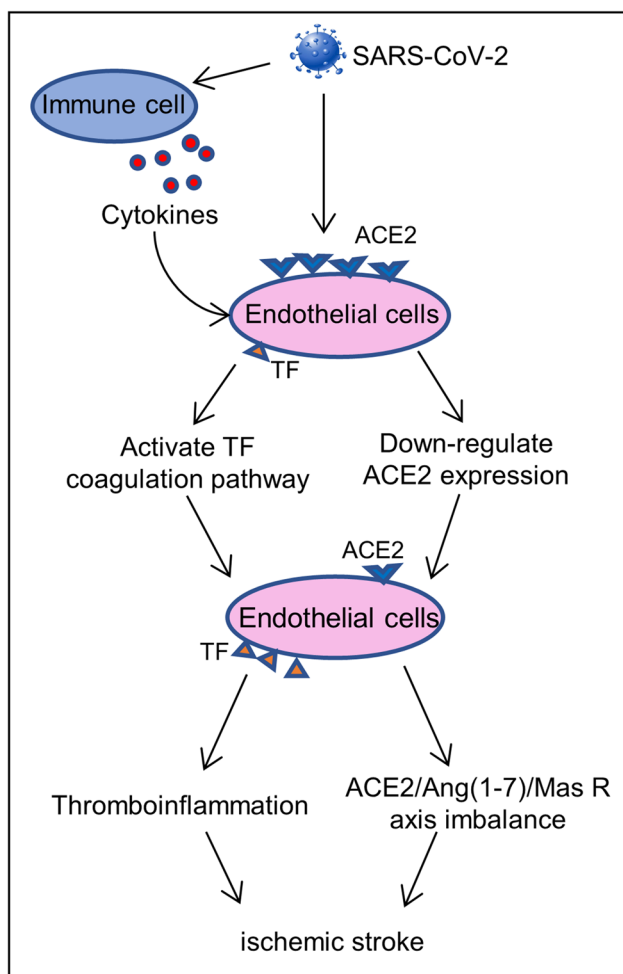 SARS-CoV-2
Immune cell
Cytokines
ACE2
Endothelial cells
TF
Activate TF
coagulation pathway
Down-regulate
ACE2 expression
ACE2
Endothelial cells
TF
Thromboinflammation
ACE2/Ang(1-7)/Mas R
axis imbalance
ischemic stroke